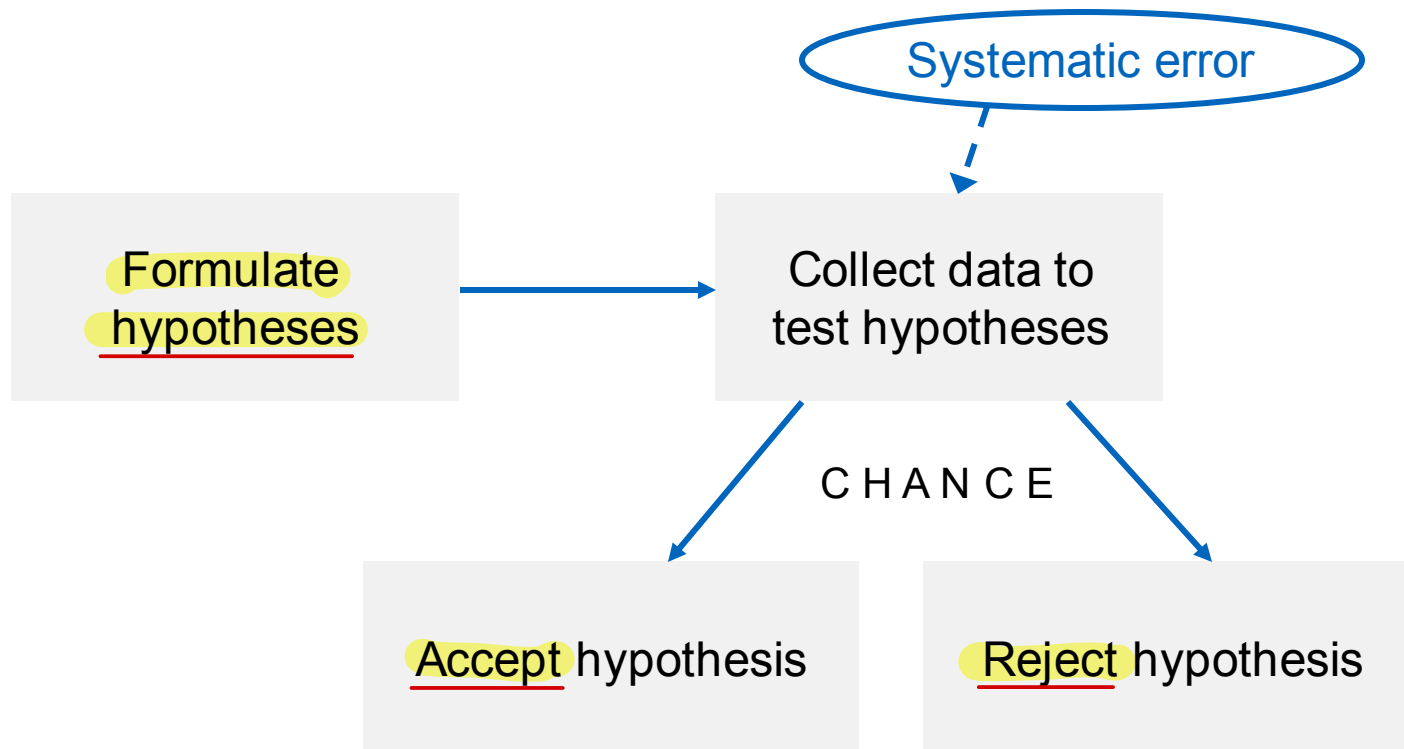 Systematic error
Formulate
hypotheses
Collect data to
test hypotheses
C H A N C E
Accept hypothesis
Reject hypothesis